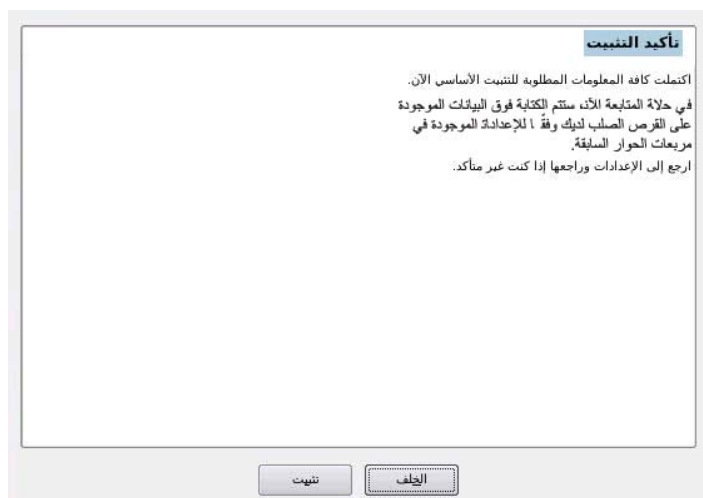 تأكيد التثبيت
اكتملت كافة المعلومات المطلوبة للتثبيت الأساسي الآن.
في حالة المتابعة الآن، ستتم الكتابة فوق البيانات الموجودة
على القرص الصلب لديك وفقًا للإعدادات الموجودة في
مربعات الحوار السابقة.
ارجع إلى الإعدادات وراجعها إذا كنت غير متأكد.
الخلف
تثبيت